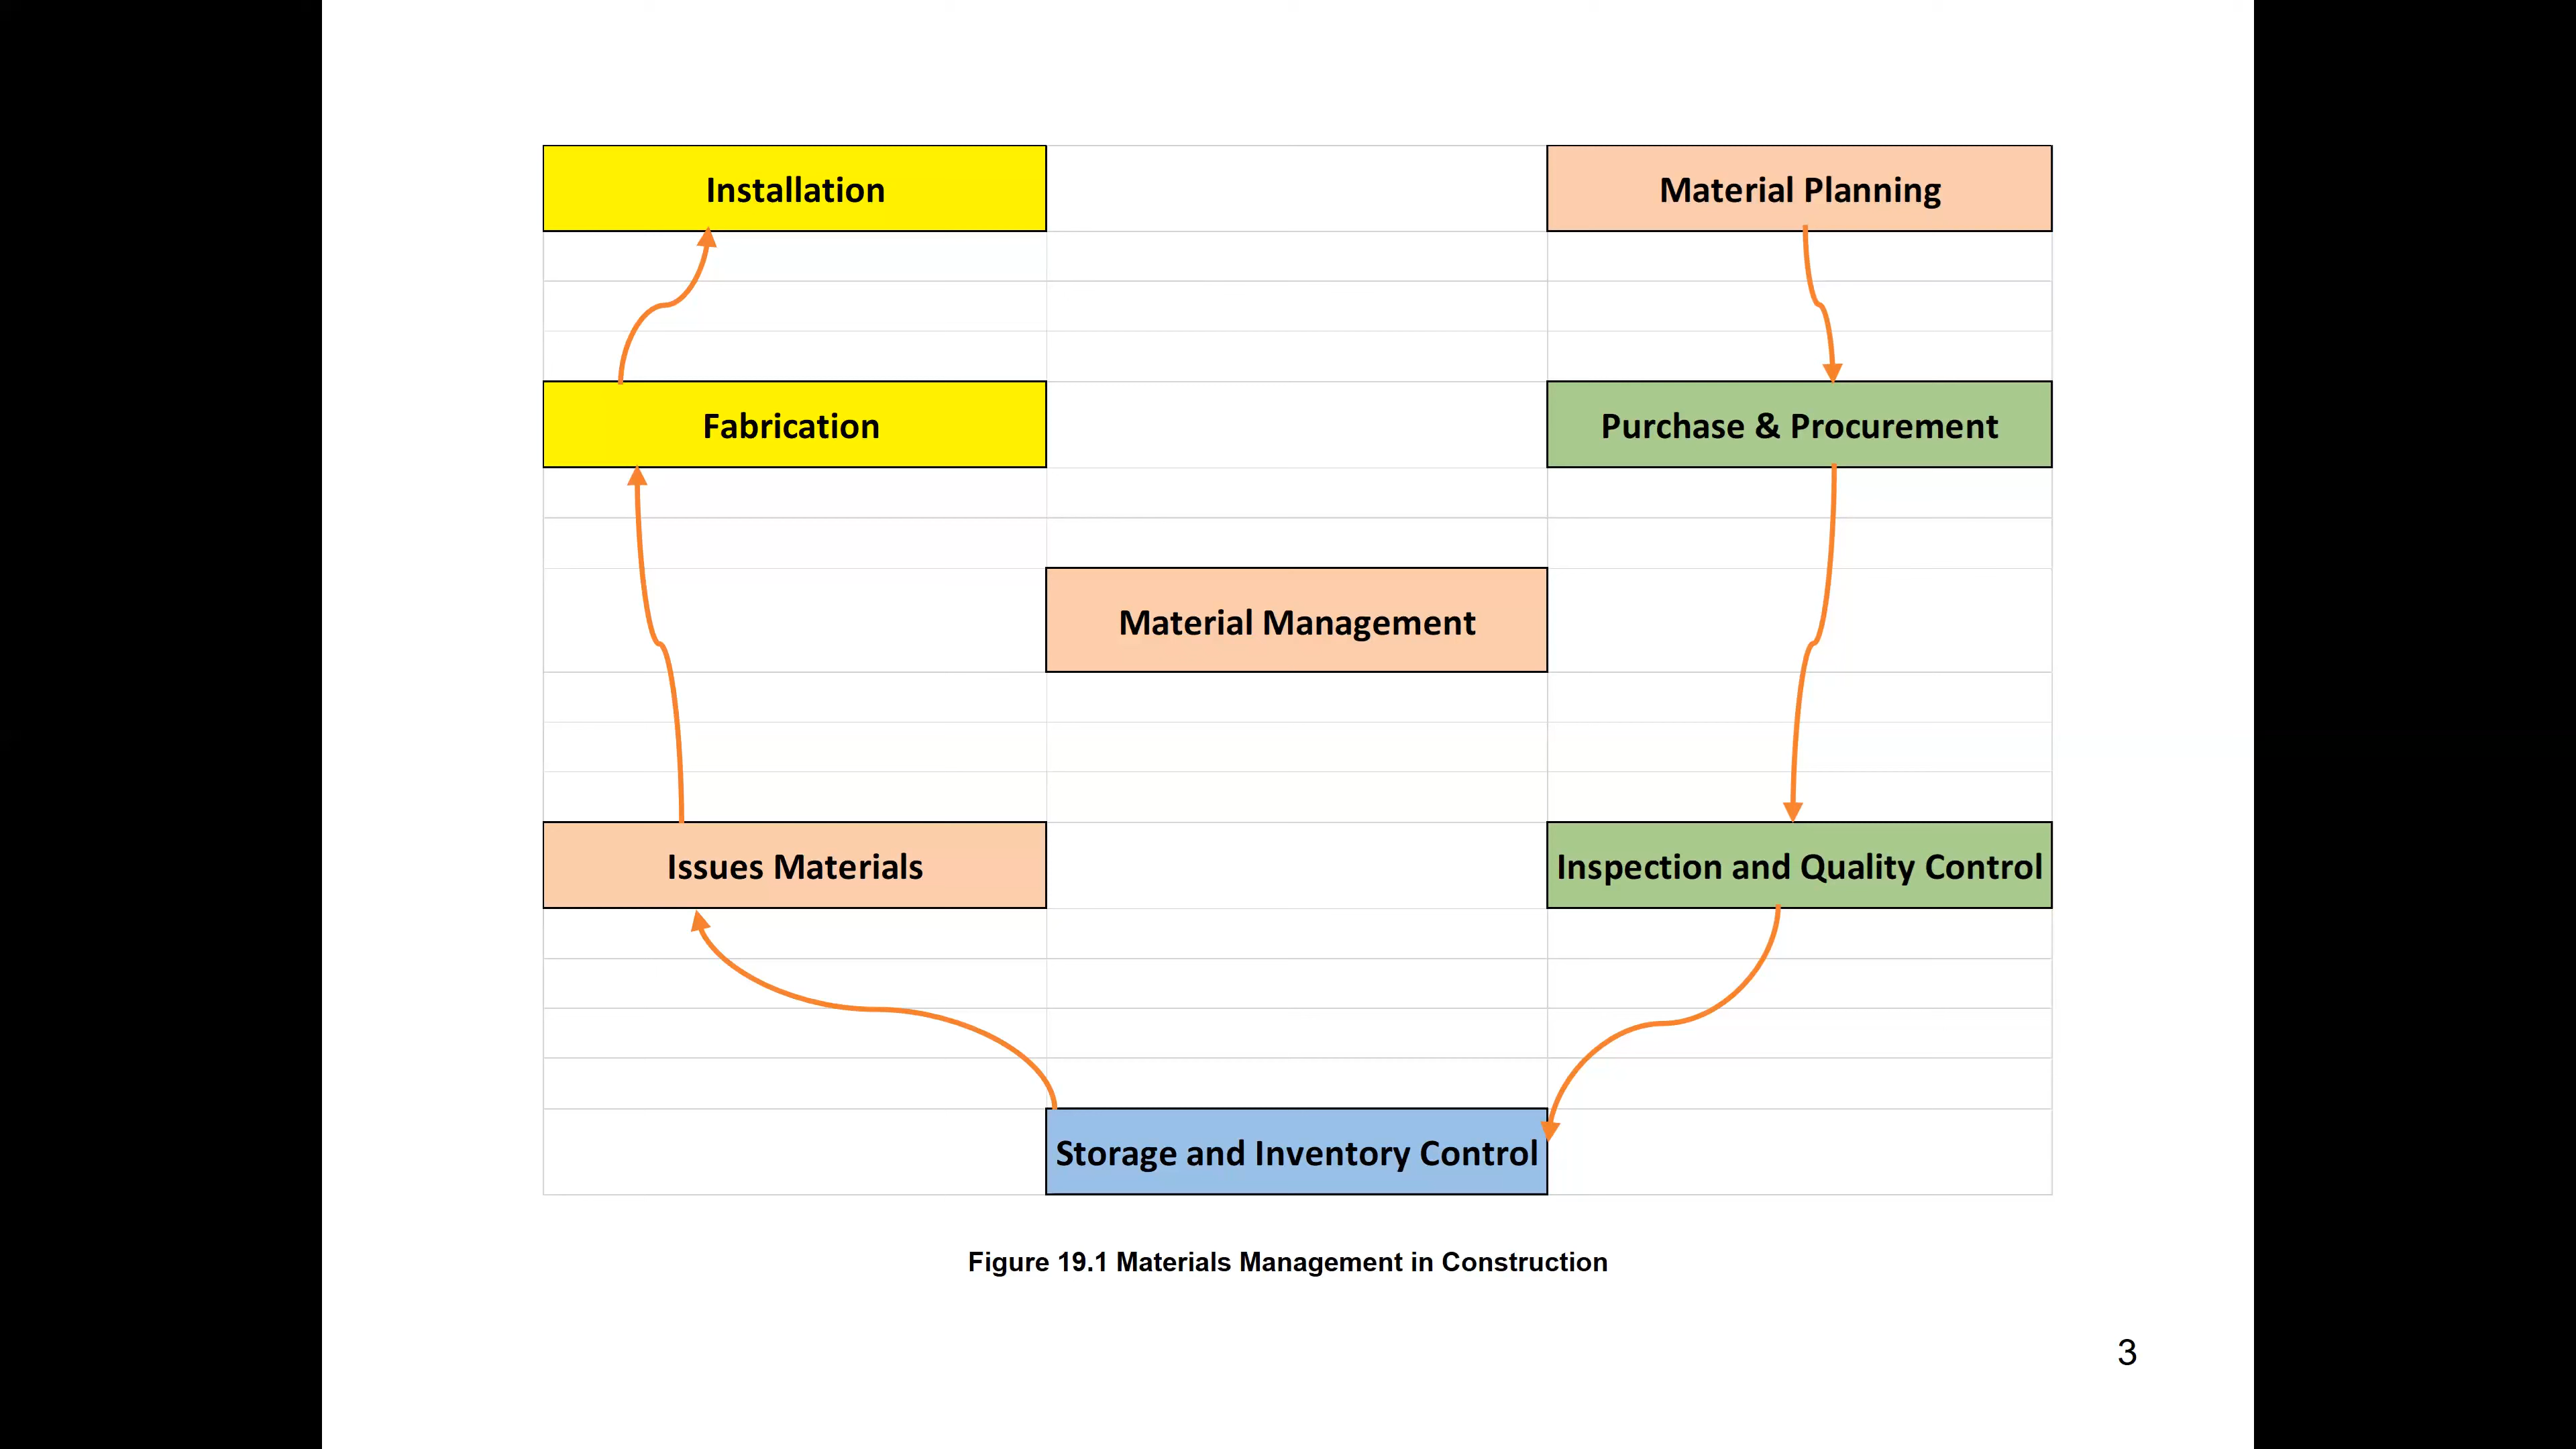 Installation
Material Planning
Fabrication
Purchase & Procurement
Material Management
Issues Materials
Inspection and Quality Control
Storage and Inventory Control
Figure 19.1 Materials Management in Construction
3